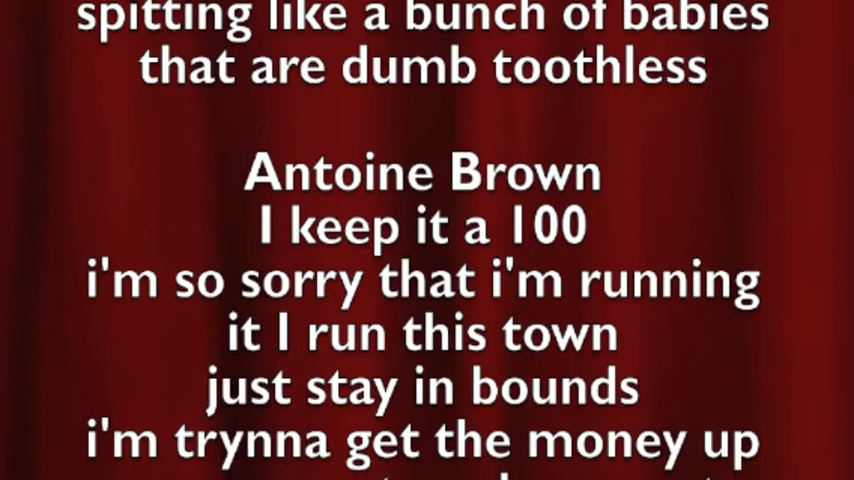 spitting like a bunch of babies
that are dumb toothless
Antoine Brown
I keep it a 100
i'm so sorry that i'm running
it I run this town
just stay in bounds
i'm trynna get the money up